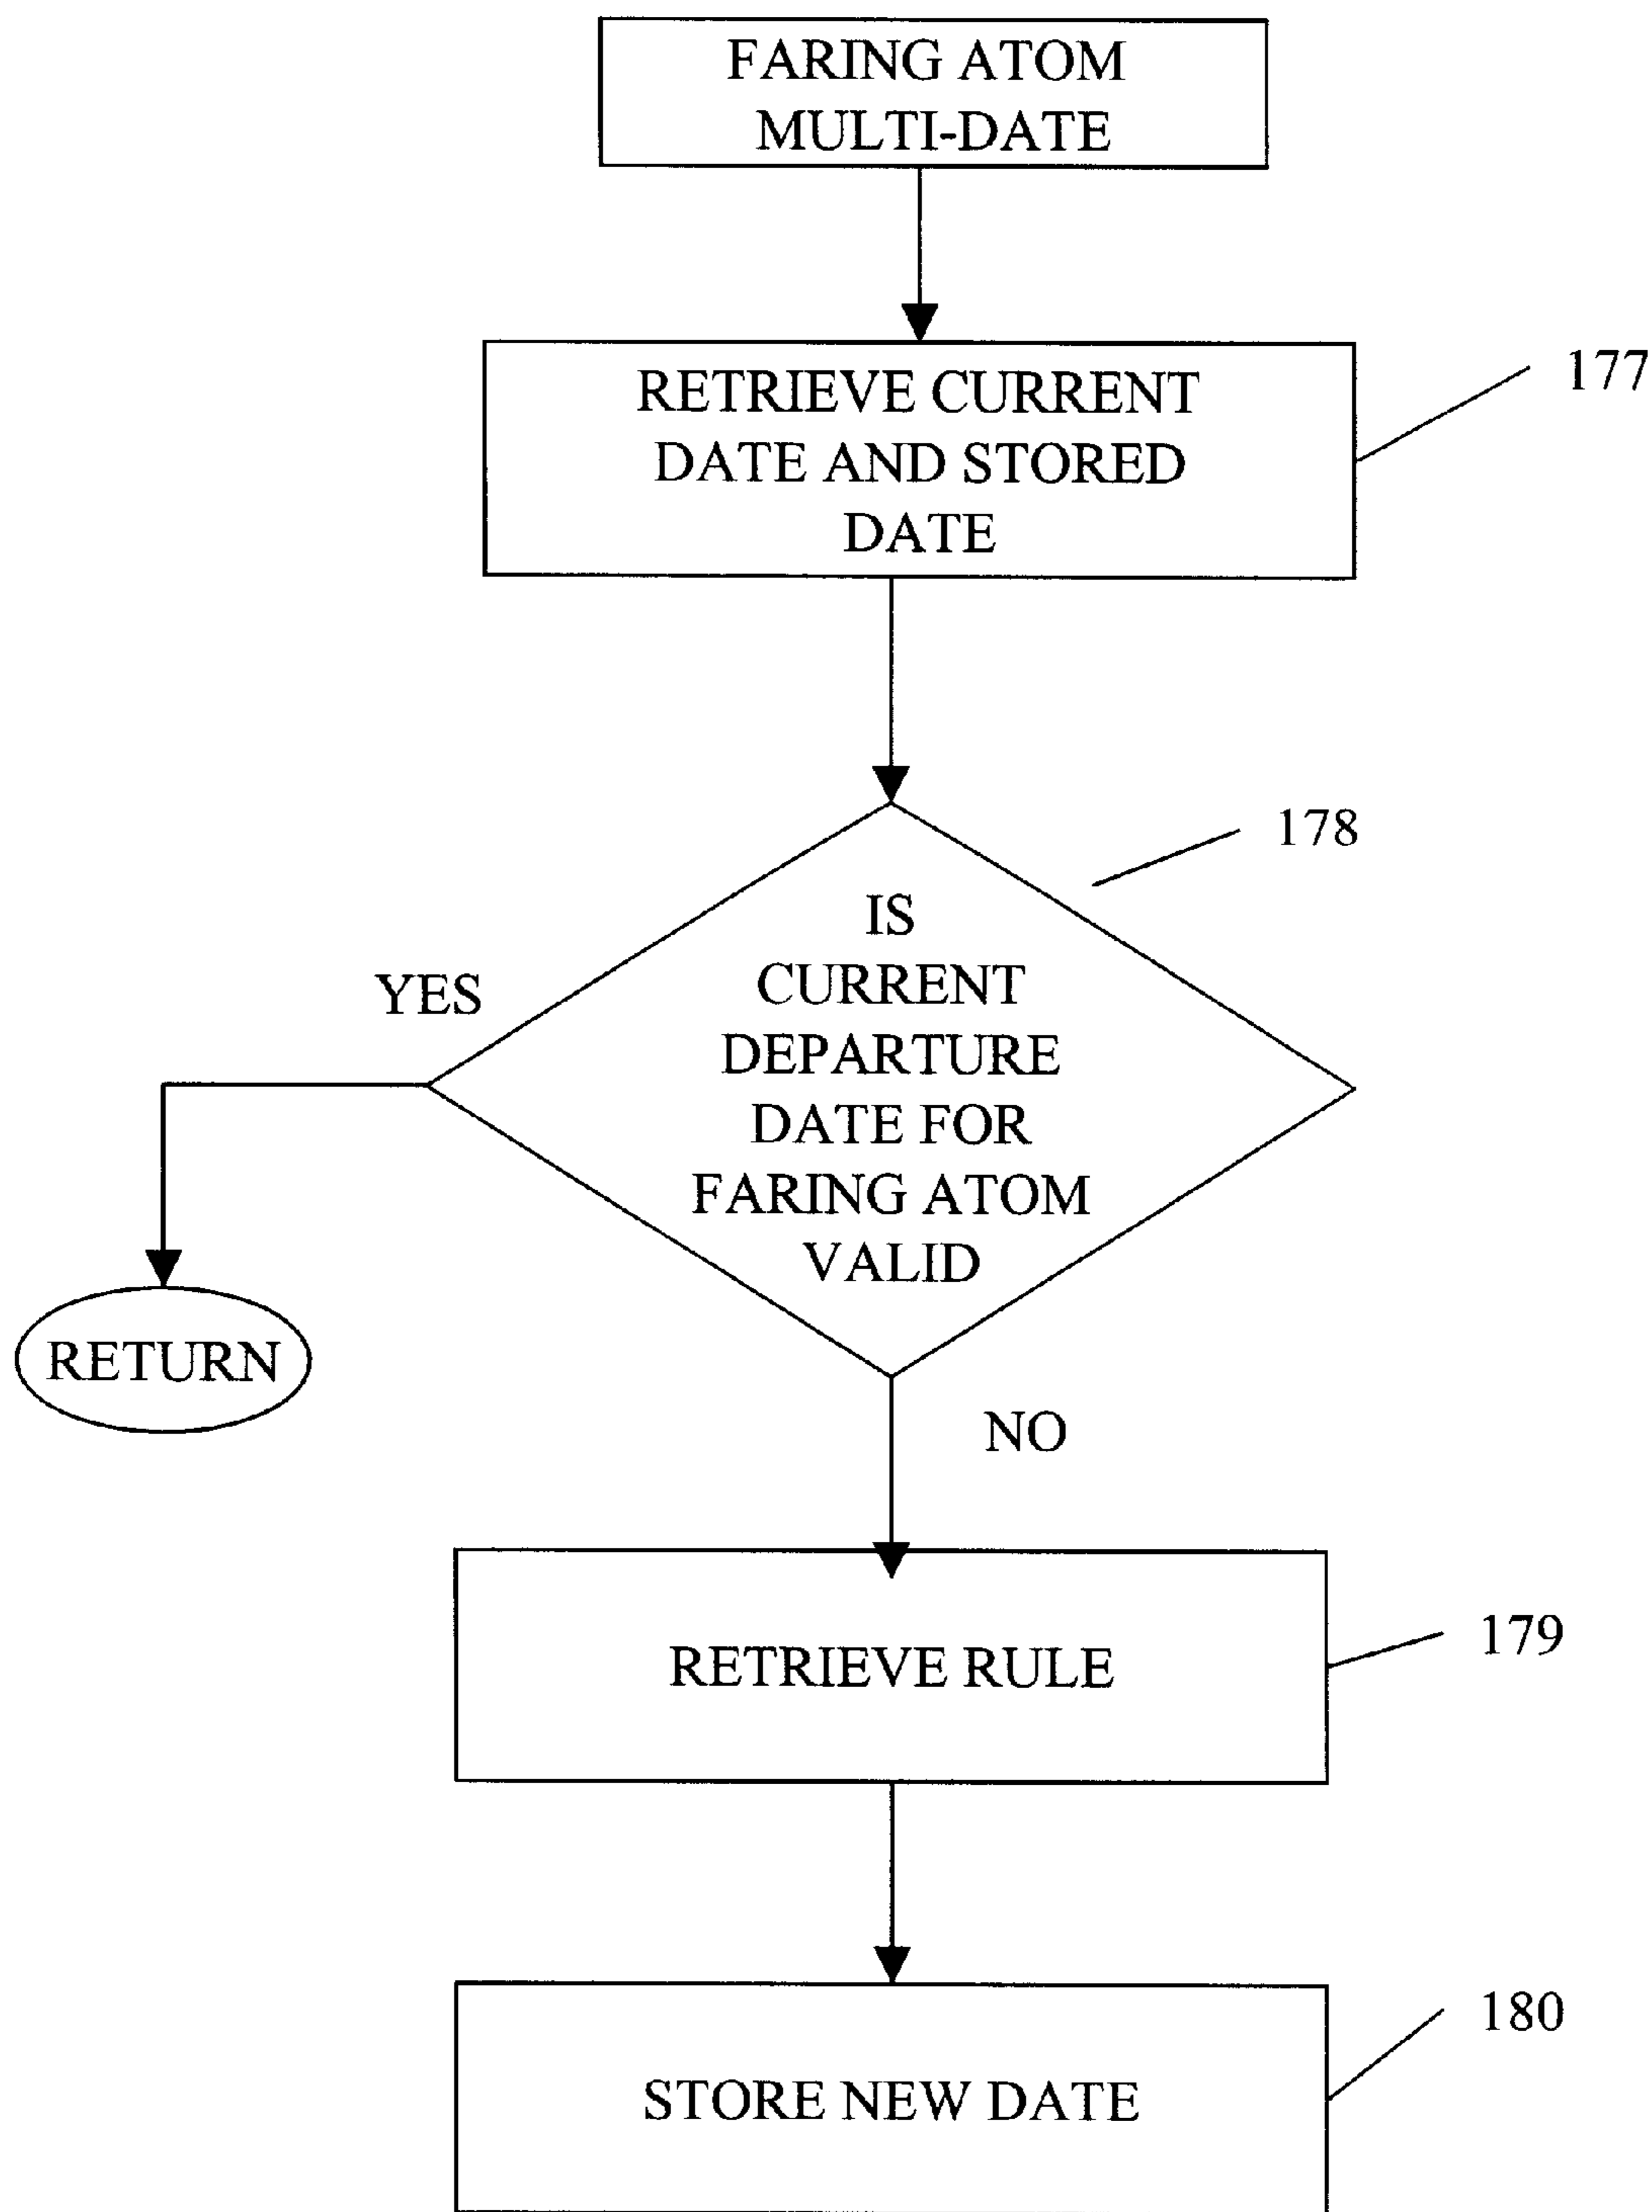 FARING ATOM
MULTI-DATE
RETRIEVE CURRENT
DATE AND STORED
DATE
177
178
IS
CURRENT
DEPARTURE
DATE FOR
FARING ATOM
VALID
YES
RETURN
NO
RETRIEVE RULE
179
STORE NEW DATE
180